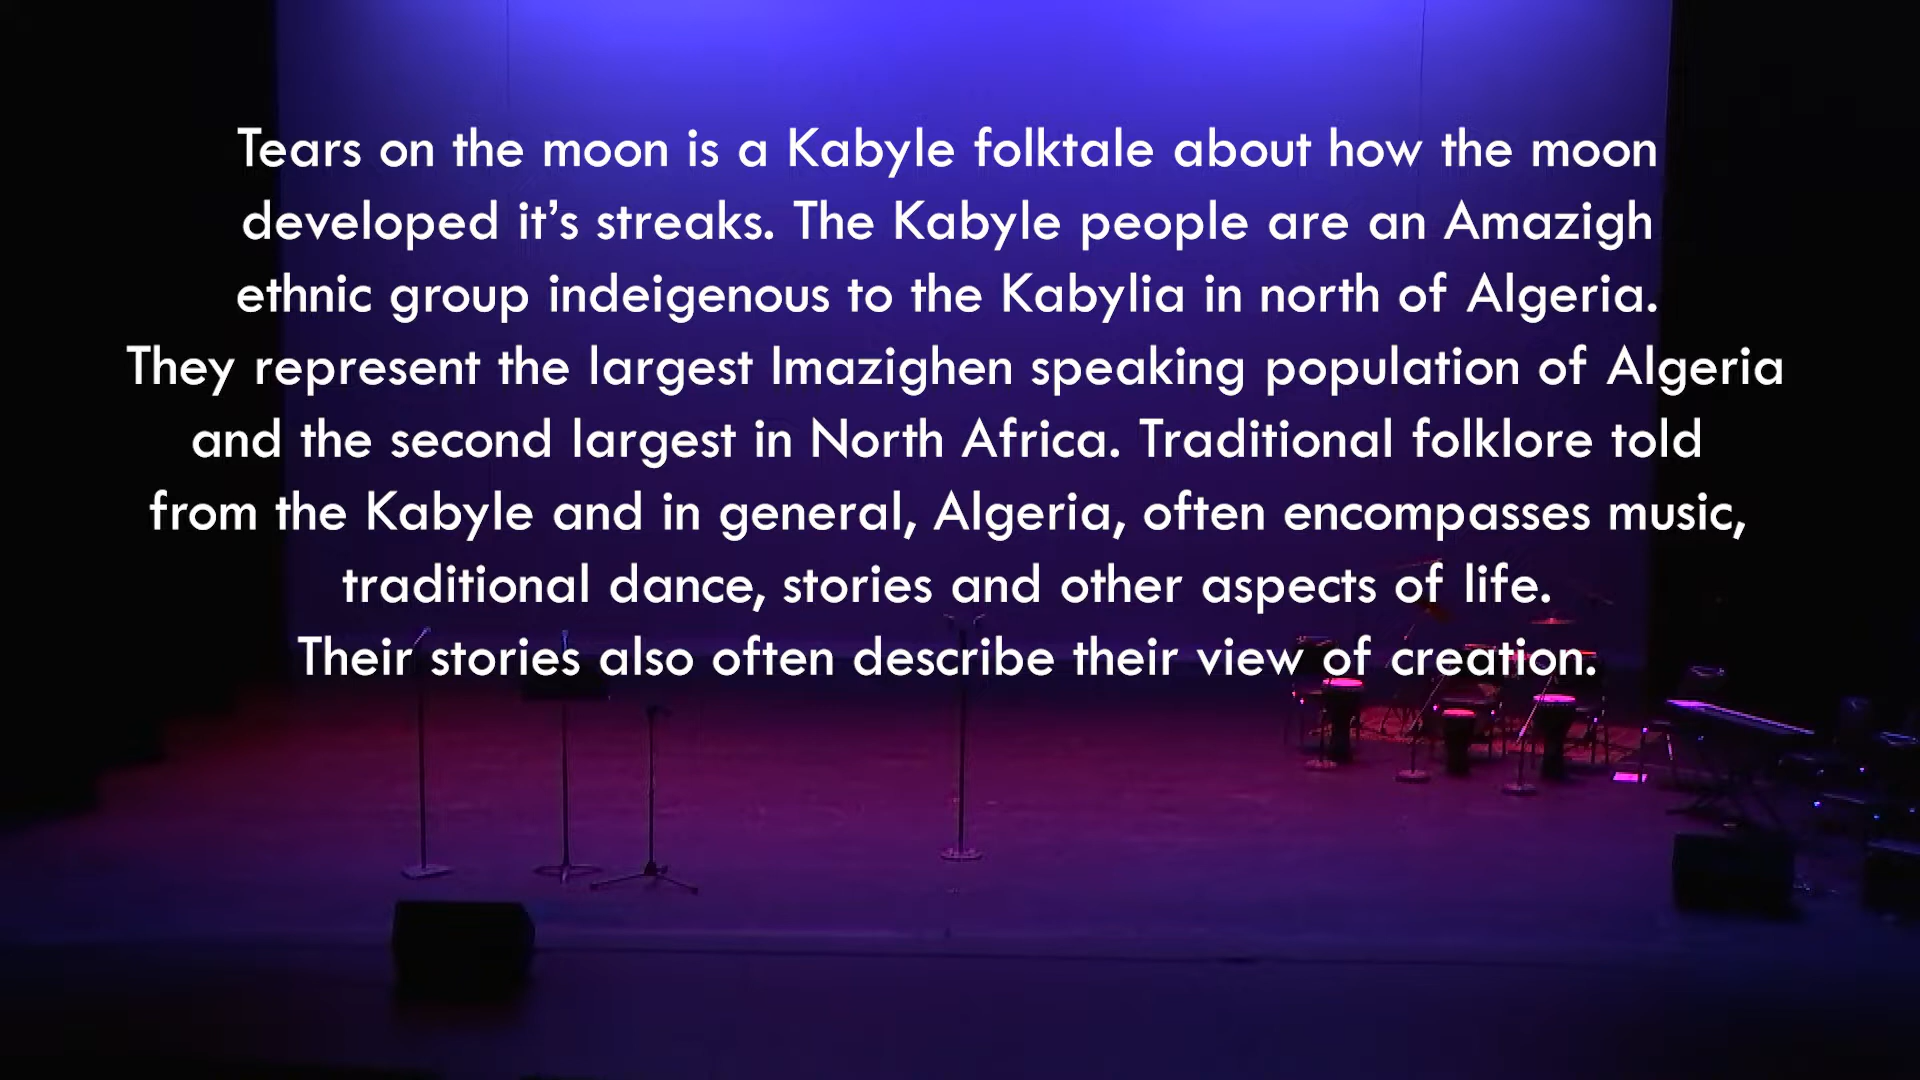 Tears on the moon is a Kabyle folktale about how the moon
developed it’s streaks. The Kabyle people are an Amazigh
ethnic group indeigenous to the Kabylia in north of Algeria.
They represent the largest Imazighen speaking population of Algeria
and the second largest in North Africa. Traditional folklore told
from the Kabyle and in general, Algeria, often encompasses music,
traditional dance, stories and other aspects of life.
Their stories also often describe their view of creation.